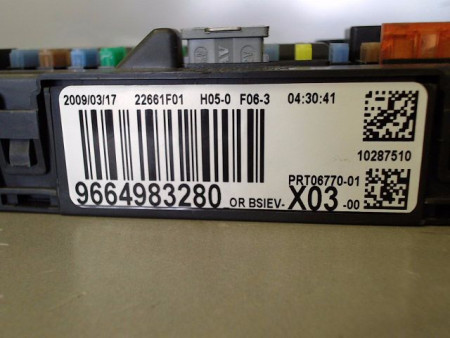 2009/03/17 22661F01 H05-0 F06-3 04:30:41
10287510
PRT06770-01
9664983280 OR BSIEV- X03 -00